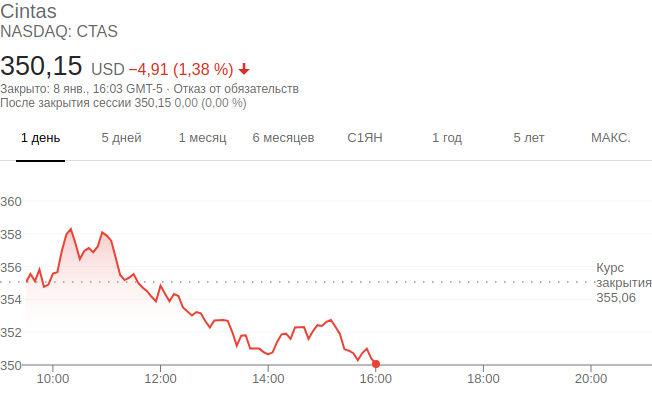 Cintas
NASDAQ: CTAS
350,15 USD −4,91 (1,38 %)
Закрыто: 8 янв., 16:03 GMT-5 · Отказ от обязательств
После закрытия сессии 350,15 0,00 (0,00 %)
1 день 5 дней 1 месяц 6 месяцев С1ЯН 1 год 5 лет МАКС.
360
358
356
354
352
350
Курс
закрытия
355,06
10:00 12:00 14:00 16:00 18:00 20:00